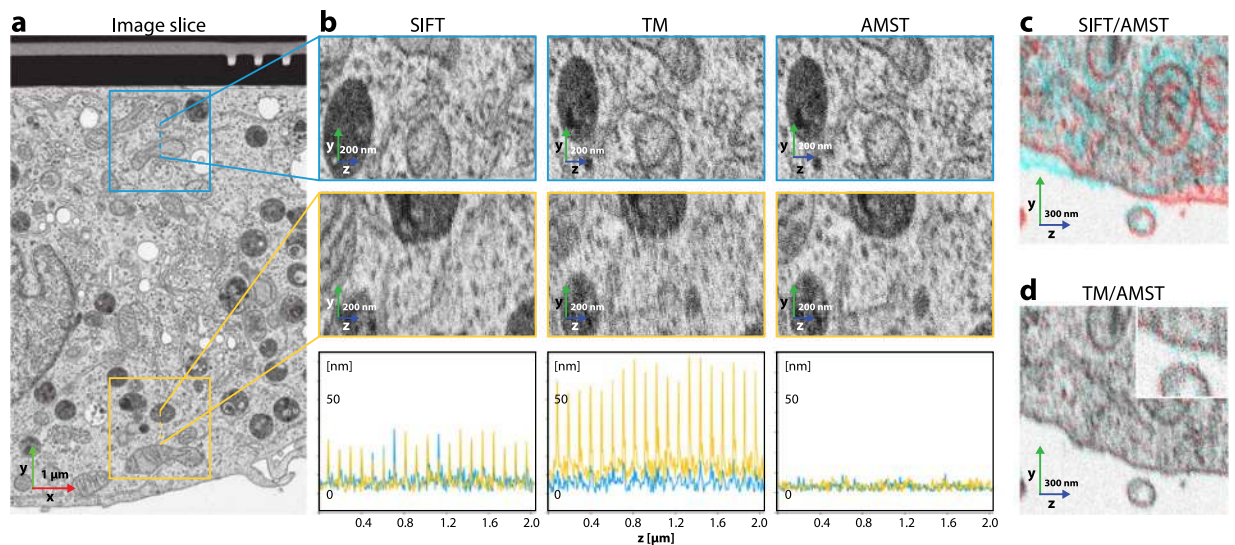 a
Image slice
b
SIFT
TM
AMST
c
SIFT/AMST
y
200 nm
z
y
200 nm
z
y
200 nm
z
y
300 nm
z
y
200 nm
z
y
200 nm
z
y
200 nm
z
d
TM/AMST
[nm]
50
0
[nm]
50
0
[nm]
50
0
y
1 μm
x
y
300 nm
z
0.4 0.8 1.2 1.6 2.0
0.4 0.8 1.2 1.6 2.0
0.4 0.8 1.2 1.6 2.0
z [μm]